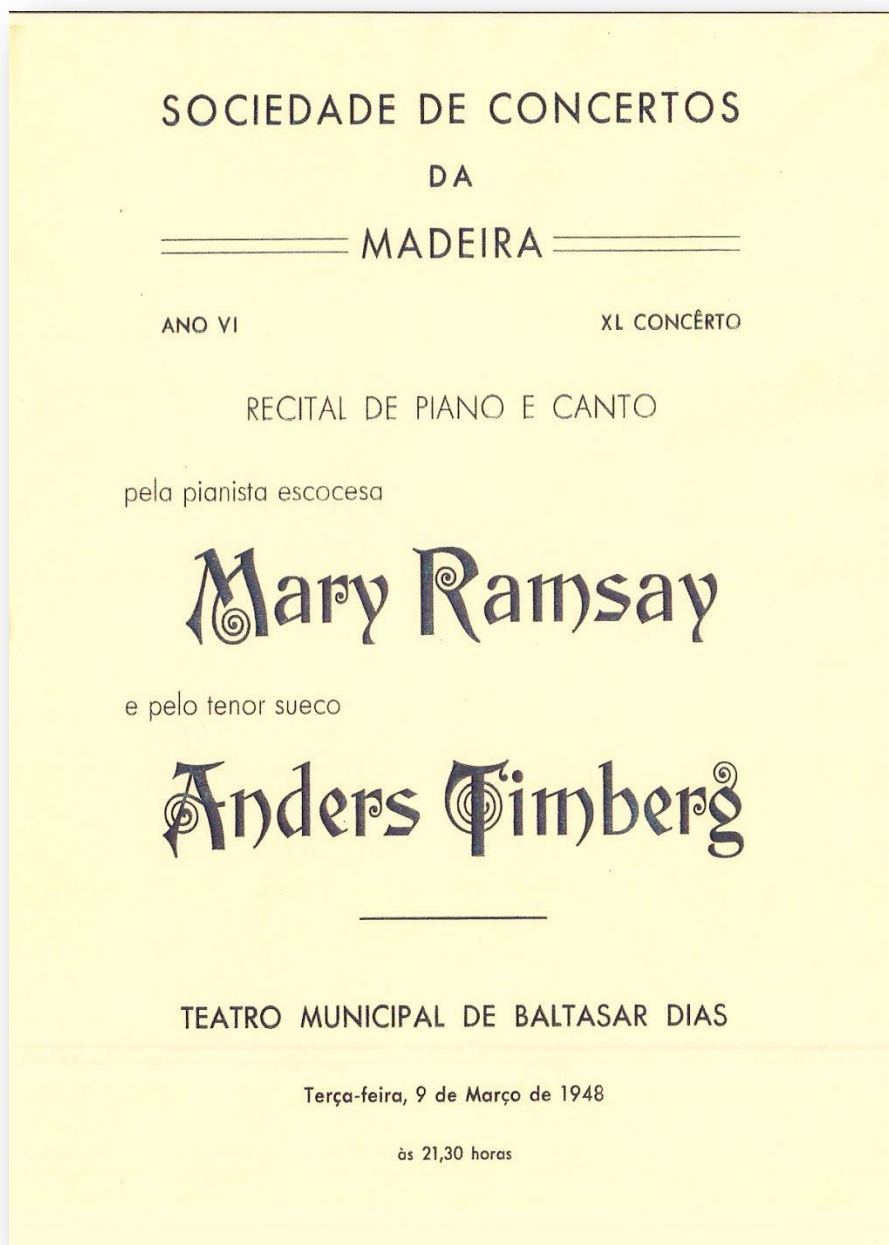 SOCIEDADE DE CONCERTOS
DA
MADEIRA
ANO VI XL CONCÊRTO
RECITAL DE PIANO E CANTO
pela pianista escocesa
Mary Ramsay
e pelo tenor sueco
Anders Timberg
TEATRO MUNICIPAL DE BALTASAR DIAS
Terça-feira, 9 de Março de 1948
às 21,30 horas